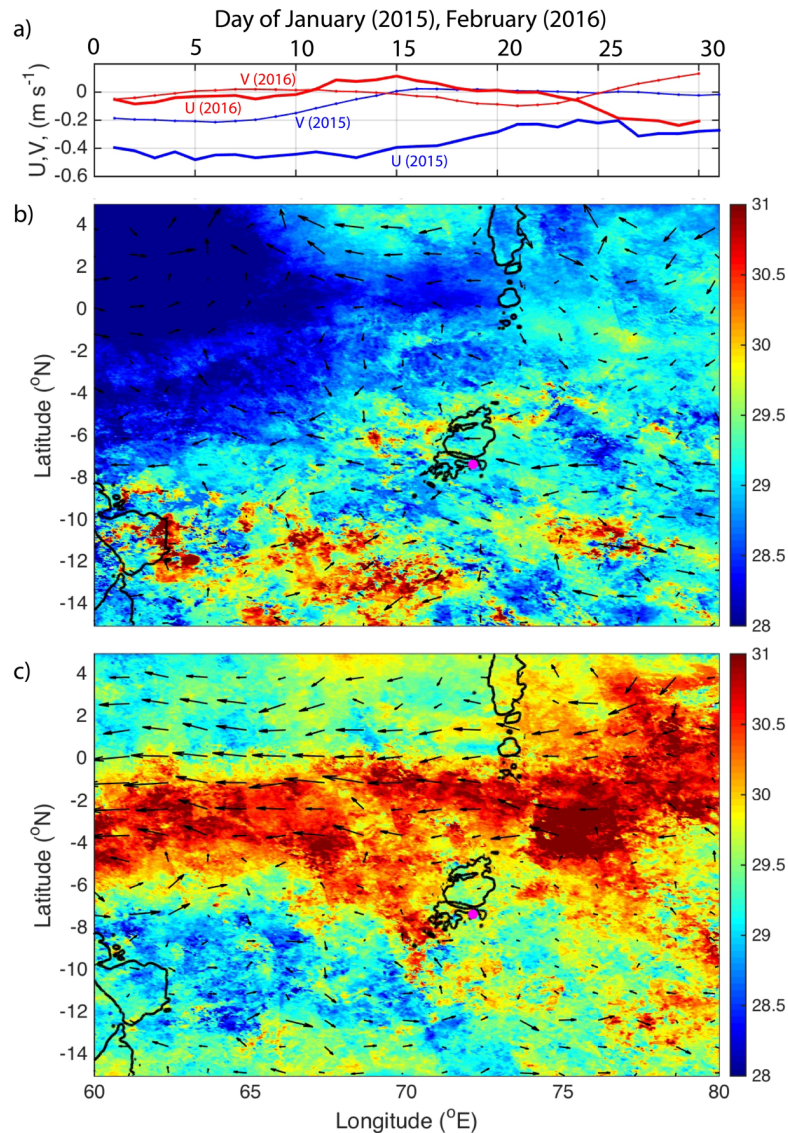 Day of January (2015), February (2016)
a)
0 5 10 15 20 25 30
U,V, (m s-1)
0
-0.2
-0.4
-0.6
V (2016)
U (2016)
V (2015)
U (2015)
b)
Latitude (oN)
4
2
0
-2
-4
-6
-8
-10
-12
-14
31
30.5
30
29.5
29
28.5
28
c)
Latitude (oN)
4
2
0
-2
-4
-6
-8
-10
-12
-14
31
30.5
30
29.5
29
28.5
28
60 65 70 75 80
Longitude (oE)